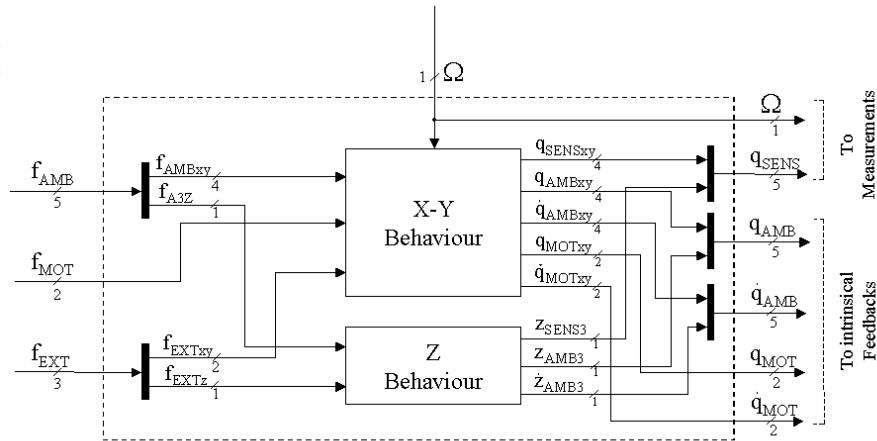 1 Ω
Ω
1
To
Measurements
f_AMB
5
f_AMBxy
4
f_A3Z
1
X-Y
Behaviour
q_SENSxy
4
q_SENS
5
q_AMBxy
4
q̇_AMBxy
4
q_AMB
5
q_MOTxy
2
q̇_MOTxy
2
f_MOT
2
q̇_AMB
5
To intrinsical
Feedbacks
f_EXT
3
f_EXTxy
2
f_EXTz
1
Z
Behaviour
z_SENS3
1
z_AMB3
1
ż_AMB3
1
q_MOT
2
q̇_MOT
2